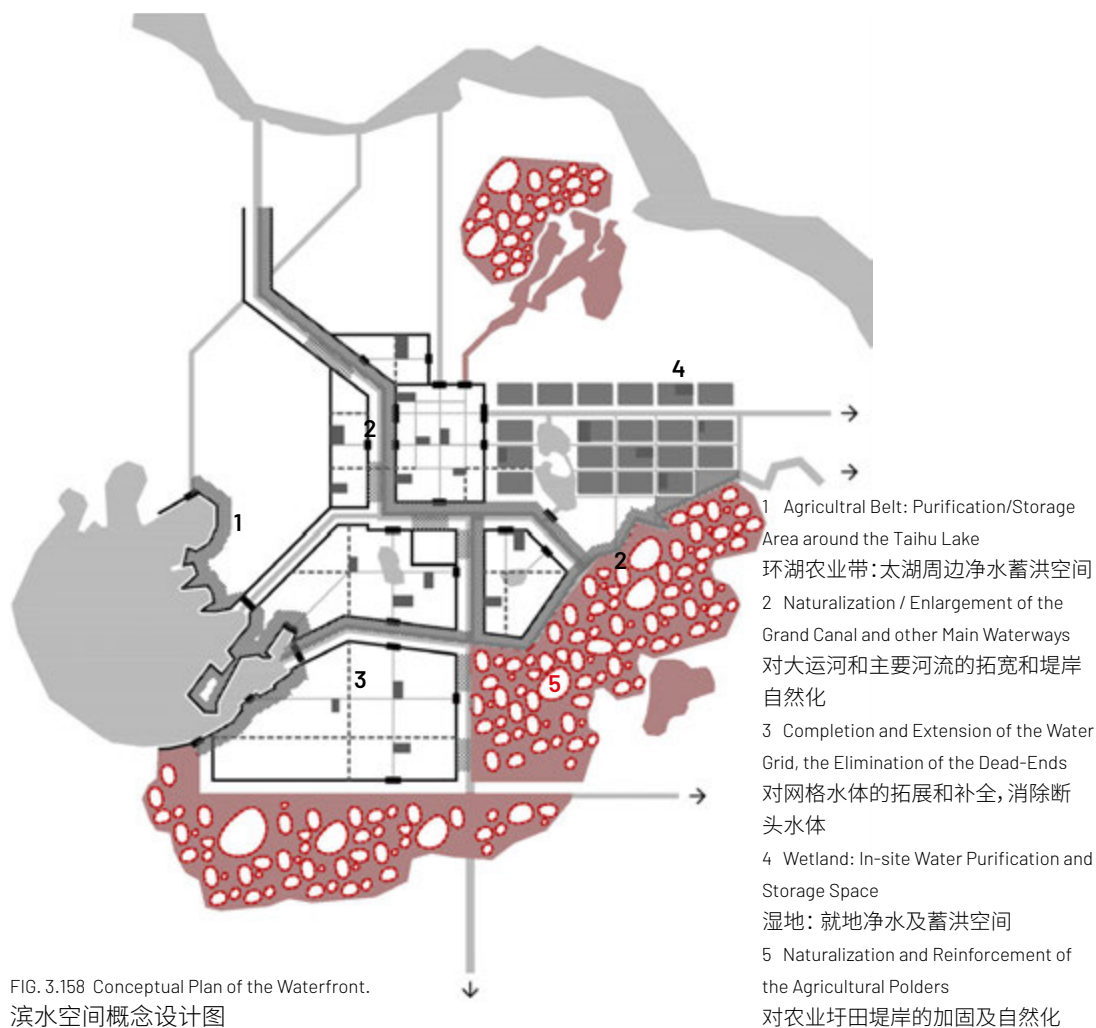 4
2
1
2
3
5
1 Agricultral Belt: Purification/Storage
Area around the Taihu Lake
环湖农业带:太湖周边净水蓄洪空间
2 Naturalization / Enlargement of the
Grand Canal and other Main Waterways
对大运河和主要河流的拓宽和堤岸
自然化
3 Completion and Extension of the Water
Grid, the Elimination of the Dead-Ends
对网格水体的拓展和补全,消除断
头水体
4 Wetland: In-site Water Purification and
Storage Space
湿地: 就地净水及蓄洪空间
5 Naturalization and Reinforcement of
the Agricultural Polders
对农业圩田堤岸的加固及自然化
FIG. 3.158 Conceptual Plan of the Waterfront.
滨水空间概念设计图